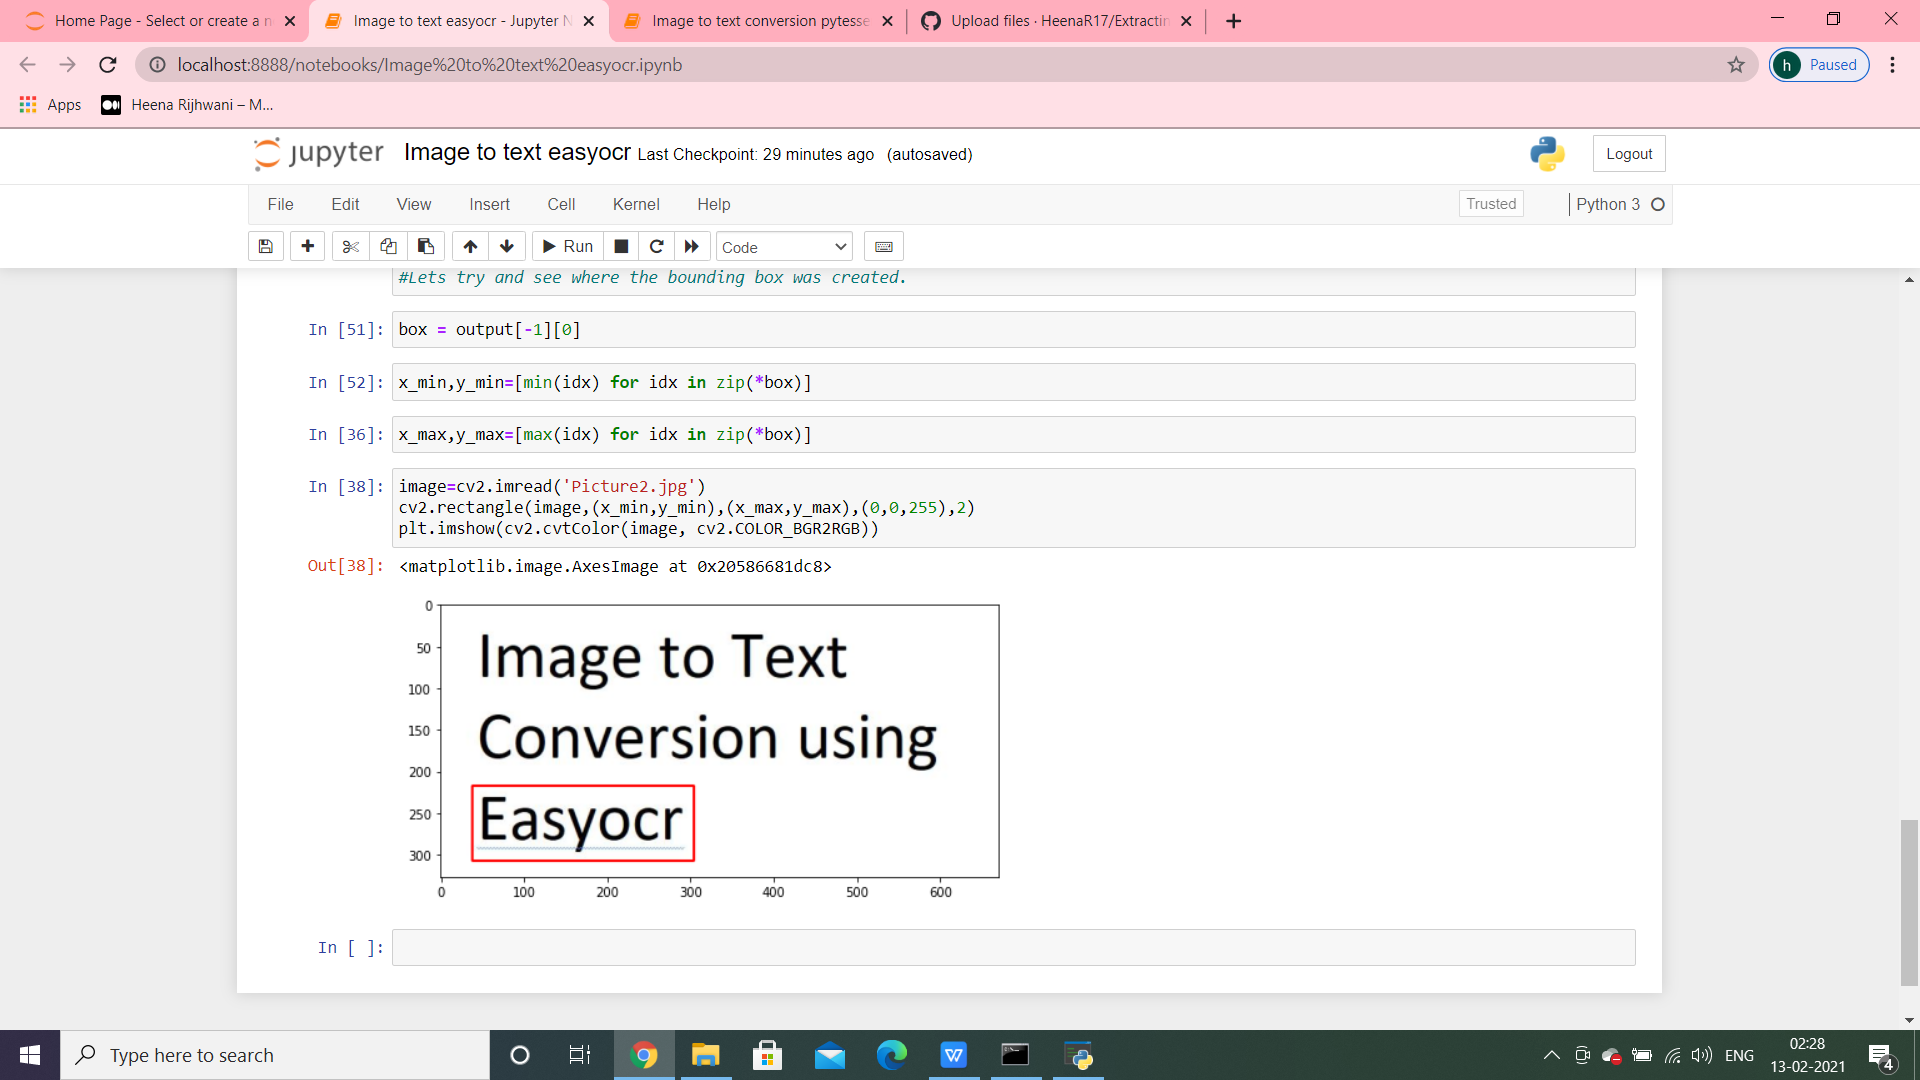 Home Page - Select or create a n
Image to text easyocr - Jupyter N
Image to text conversion pytesse
Upload files · HeenaR17/Extractin
localhost:8888/notebooks/Image%20to%20text%20easyocr.ipynb
h Paused
Apps
Heena Rijhwani – M...
jupyter
Image to text easyocr Last Checkpoint: 29 minutes ago (autosaved)
Logout
File Edit View Insert Cell Kernel Help
Trusted
Python 3
Run
Code
#Lets try and see where the bounding box was created.
In [51]: box = output[-1][0]
In [52]: x_min,y_min=[min(idx) for idx in zip(*box)]
In [36]: x_max,y_max=[max(idx) for idx in zip(*box)]
In [38]: image=cv2.imread('Picture2.jpg')
cv2.rectangle(image,(x_min,y_min),(x_max,y_max),(0,0,255),2)
plt.imshow(cv2.cvtColor(image, cv2.COLOR_BGR2RGB))
Out[38]: <matplotlib.image.AxesImage at 0x20586681dc8>
0
50
100
150
200
250
300
Image to Text
Conversion using
Easyocr
0 100 200 300 400 500 600
In [ ]:
Type here to search
W
ENG
02:28
13-02-2021
4